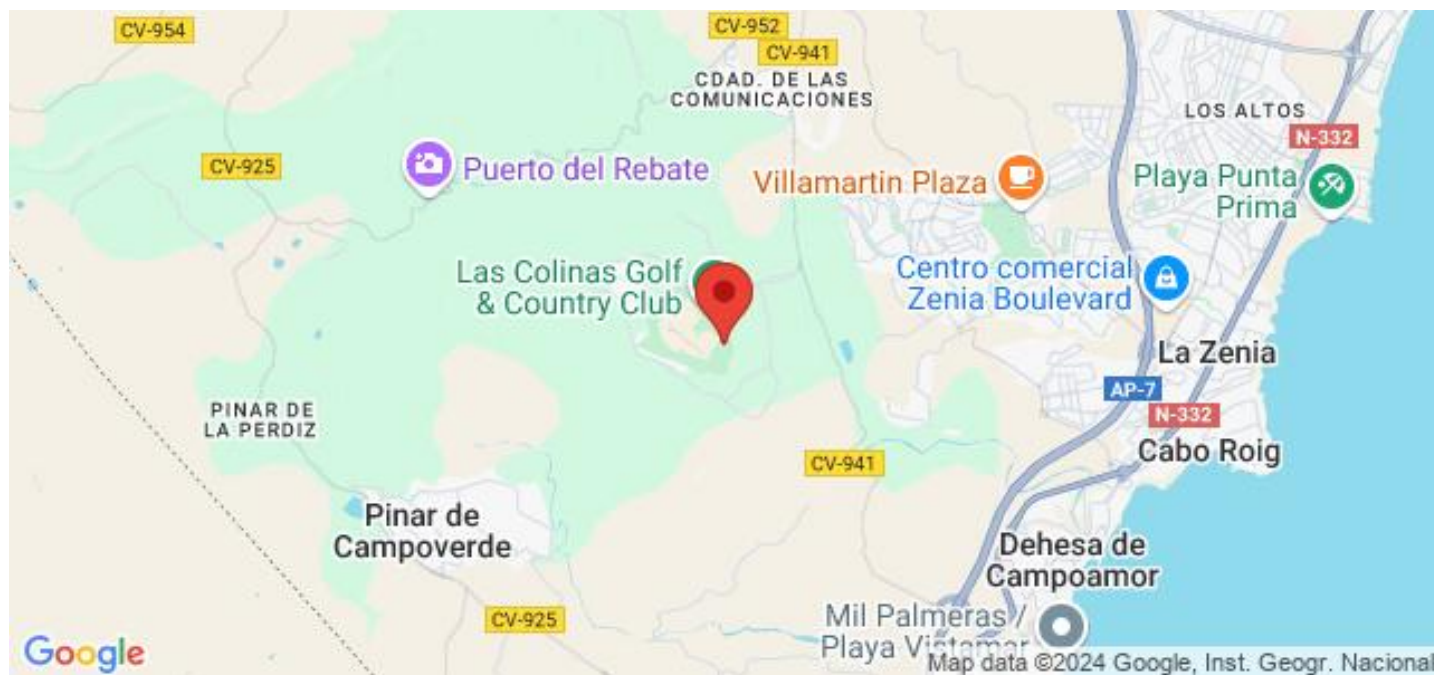 CV-954
CV-952
CV-941
CDAD. DE LAS
COMUNICACIONES
LOS ALTOS
N-332
CV-925
Puerto del Rebate
Villamartin Plaza
Playa Punta
Prima
Las Colinas Golf
& Country Club
Centro comercial
Zenia Boulevard
La Zenia
AP-7
N-332
PINAR DE
LA PERDIZ
Cabo Roig
CV-941
Pinar de
Campoverde
Dehesa de
Campoamor
CV-925
Mil Palmeras /
Playa Vistamar
Google
Map data ©2024 Google, Inst. Geogr. Nacional